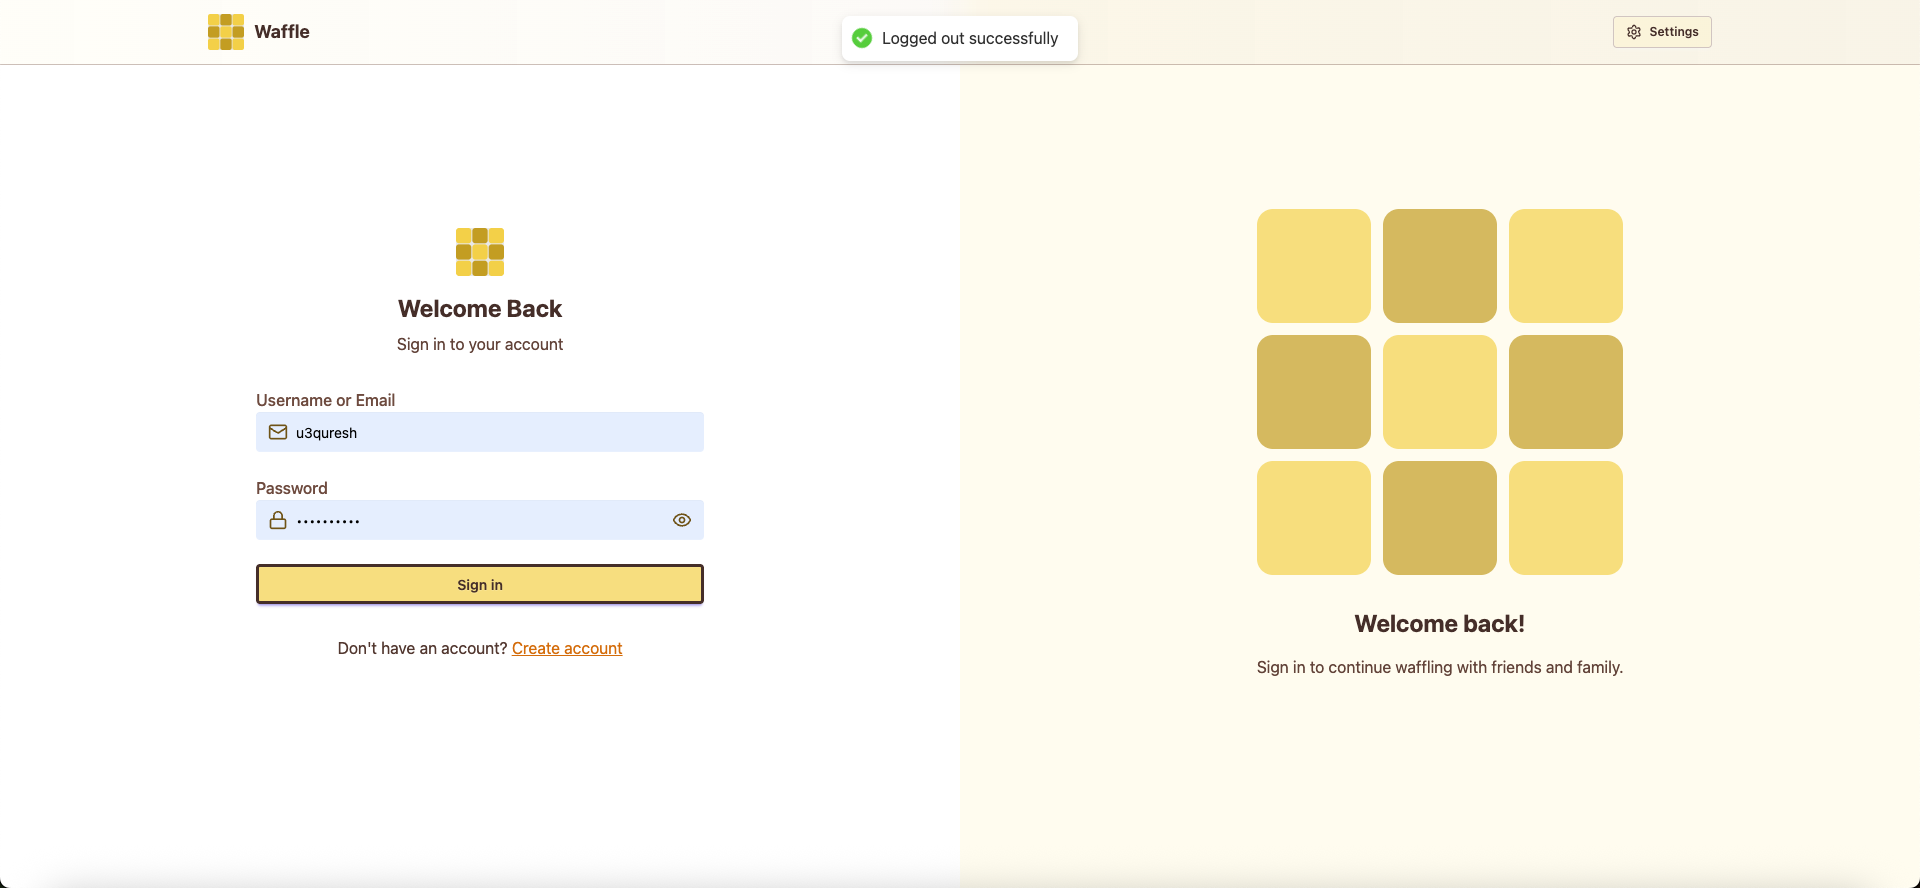 Waffle
Logged out successfully
Settings
Welcome Back
Sign in to your account
Username or Email
u3quresh
Password
••••••••••
Sign in
Don't have an account? Create account
Welcome back!
Sign in to continue waffling with friends and family.